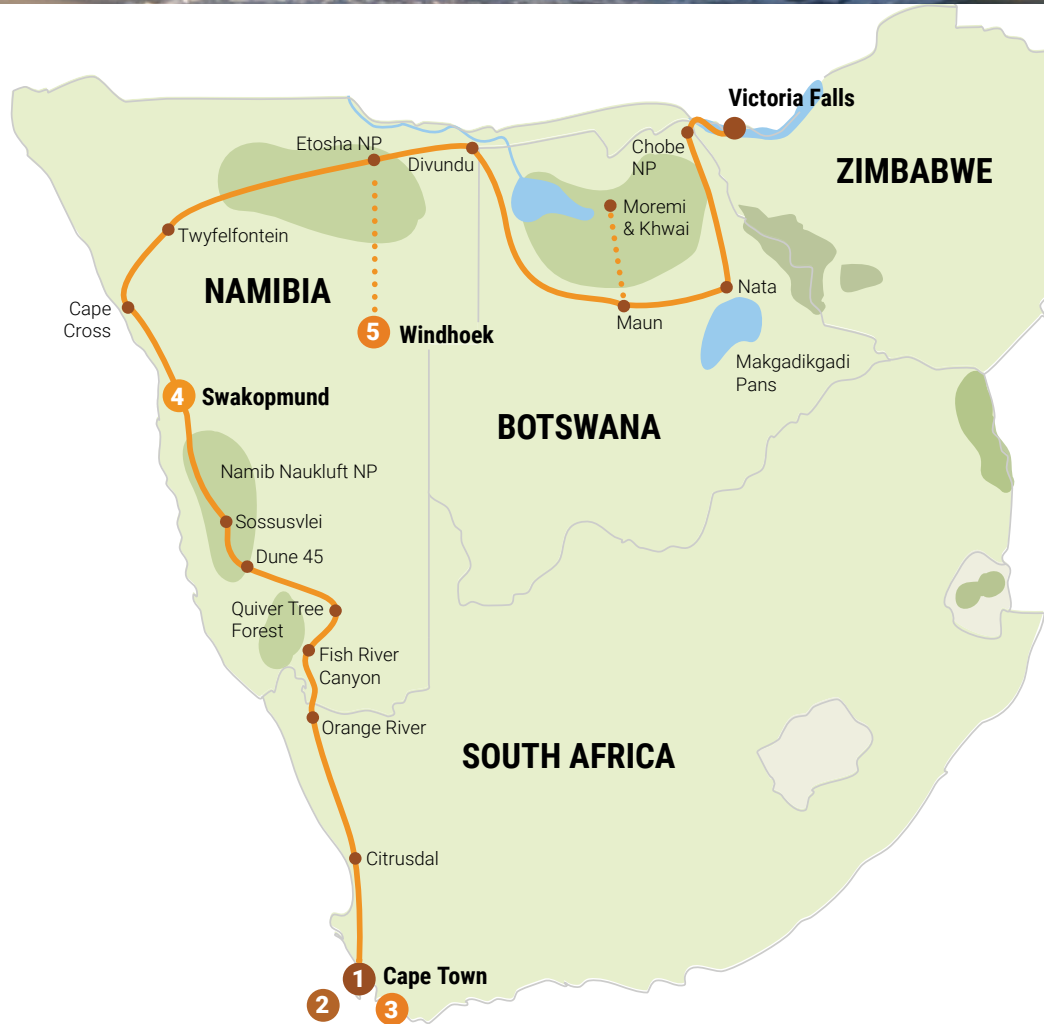 Victoria Falls
Etosha NP
Divundu
Chobe
NP
ZIMBABWE
Moremi
& Khwai
Twyfelfontein
NAMIBIA
Nata
Cape
Cross
5
Windhoek
Maun
Makgadikgadi
Pans
4
Swakopmund
BOTSWANA
Namib Naukluft NP
Sossusvlei
Dune 45
Quiver Tree
Forest
Fish River
Canyon
Orange River
SOUTH AFRICA
Citrusdal
1
Cape Town
2
3